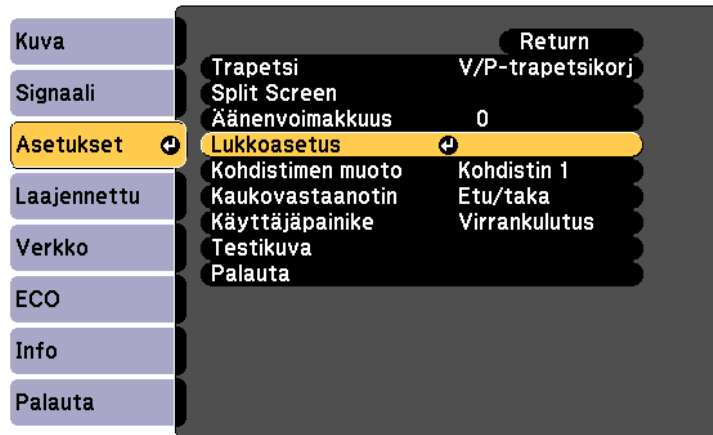 Kuva
Signaali
Asetukset
Laajennettu
Verkko
ECO
Info
Palauta
Return
Trapetsi V/P-trapetsikorj
Split Screen
Äänenvoimakkuus 0
Lukkoasetus
Kohdistimen muoto Kohdistin 1
Kaukovastaanotin Etu/taka
Käyttäjäpainike Virrankulutus
Testikuva
Palauta